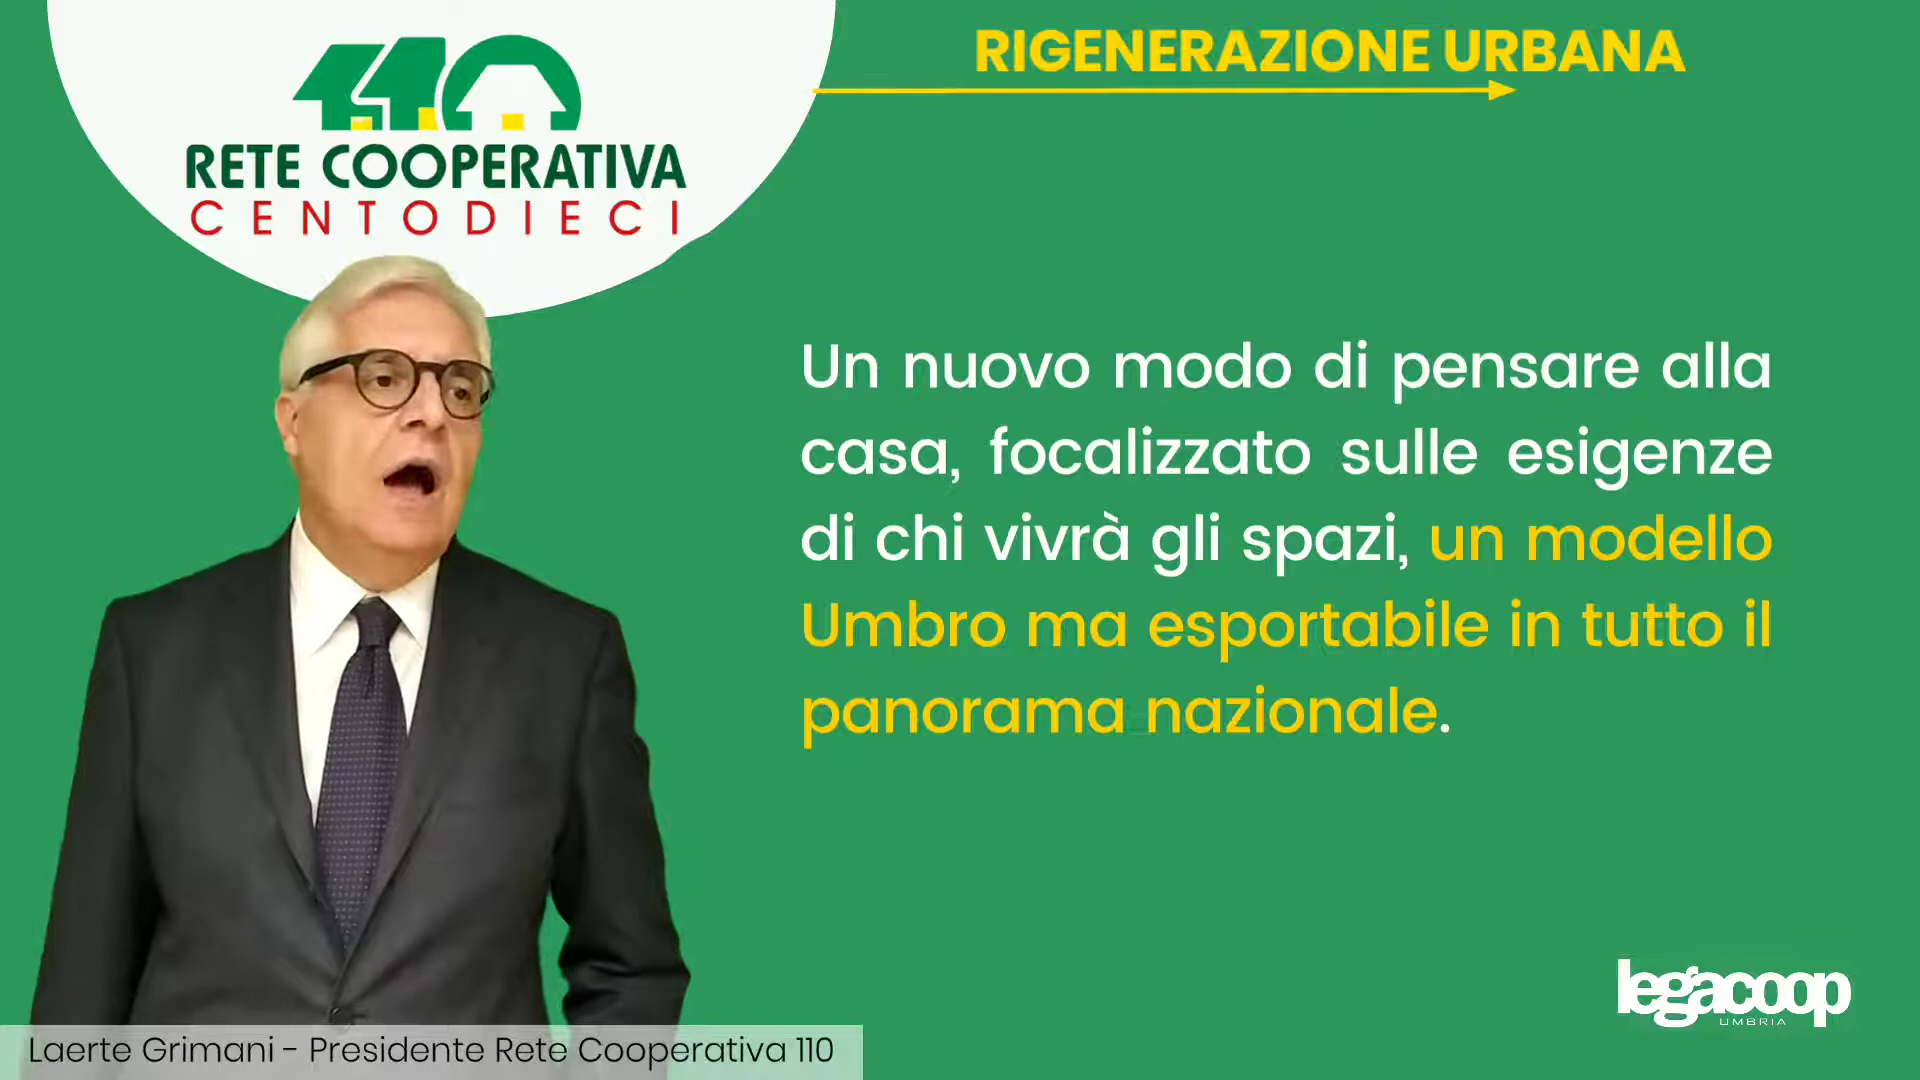 110
RETE COOPERATIVA
CENTODIECI
RIGENERAZIONE URBANA
Un nuovo modo di pensare alla
casa, focalizzato sulle esigenze
di chi vivrà gli spazi, un modello
Umbro ma esportabile in tutto il
panorama nazionale.
legacoop
UMBRIA
Laerte Grimani - Presidente Rete Cooperativa 110